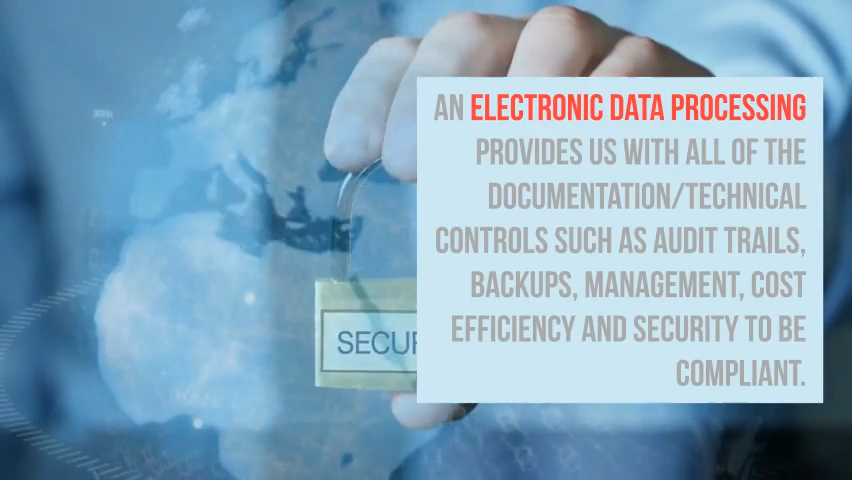 AN ELECTRONIC DATA PROCESSING
PROVIDES US WITH ALL OF THE
DOCUMENTATION/TECHNICAL
CONTROLS SUCH AS AUDIT TRAILS,
BACKUPS, MANAGEMENT, COST
EFFICIENCY AND SECURITY TO BE
COMPLIANT.
SECUR